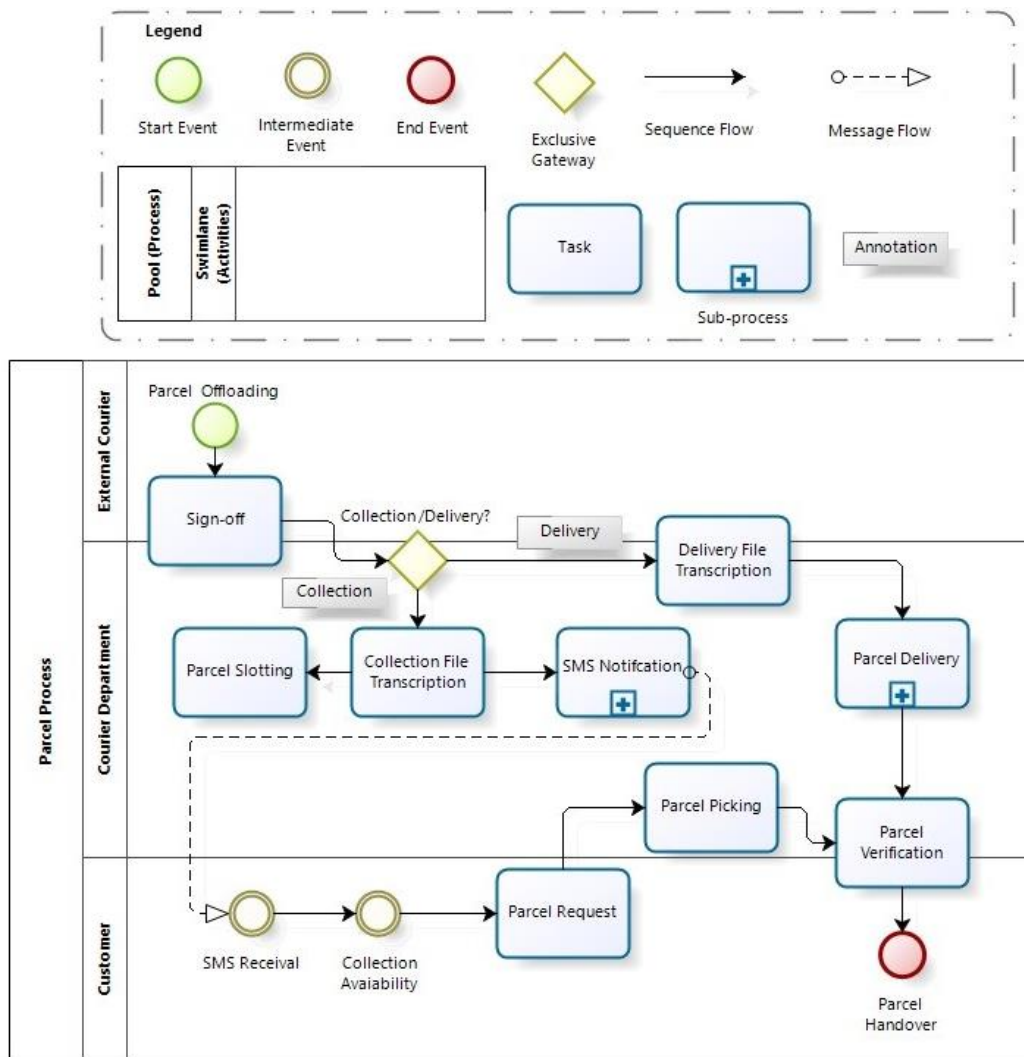 Legend
Start Event
Intermediate
Event
End Event
Exclusive
Gateway
Sequence Flow
Message Flow
Pool (Process)
Swimlane
(Activities)
Task
Sub-process
Annotation
Parcel Process
External Courier
Parcel Offloading
Sign-off
Collection/Delivery?
Delivery
Delivery File
Transcription
Courier Department
Collection
Parcel Slotting
Collection File
Transcription
SMS Notifcation
Parcel Delivery
Parcel Picking
Parcel
Verification
Customer
Parcel Request
SMS Receival
Collection
Avaiability
Parcel
Handover